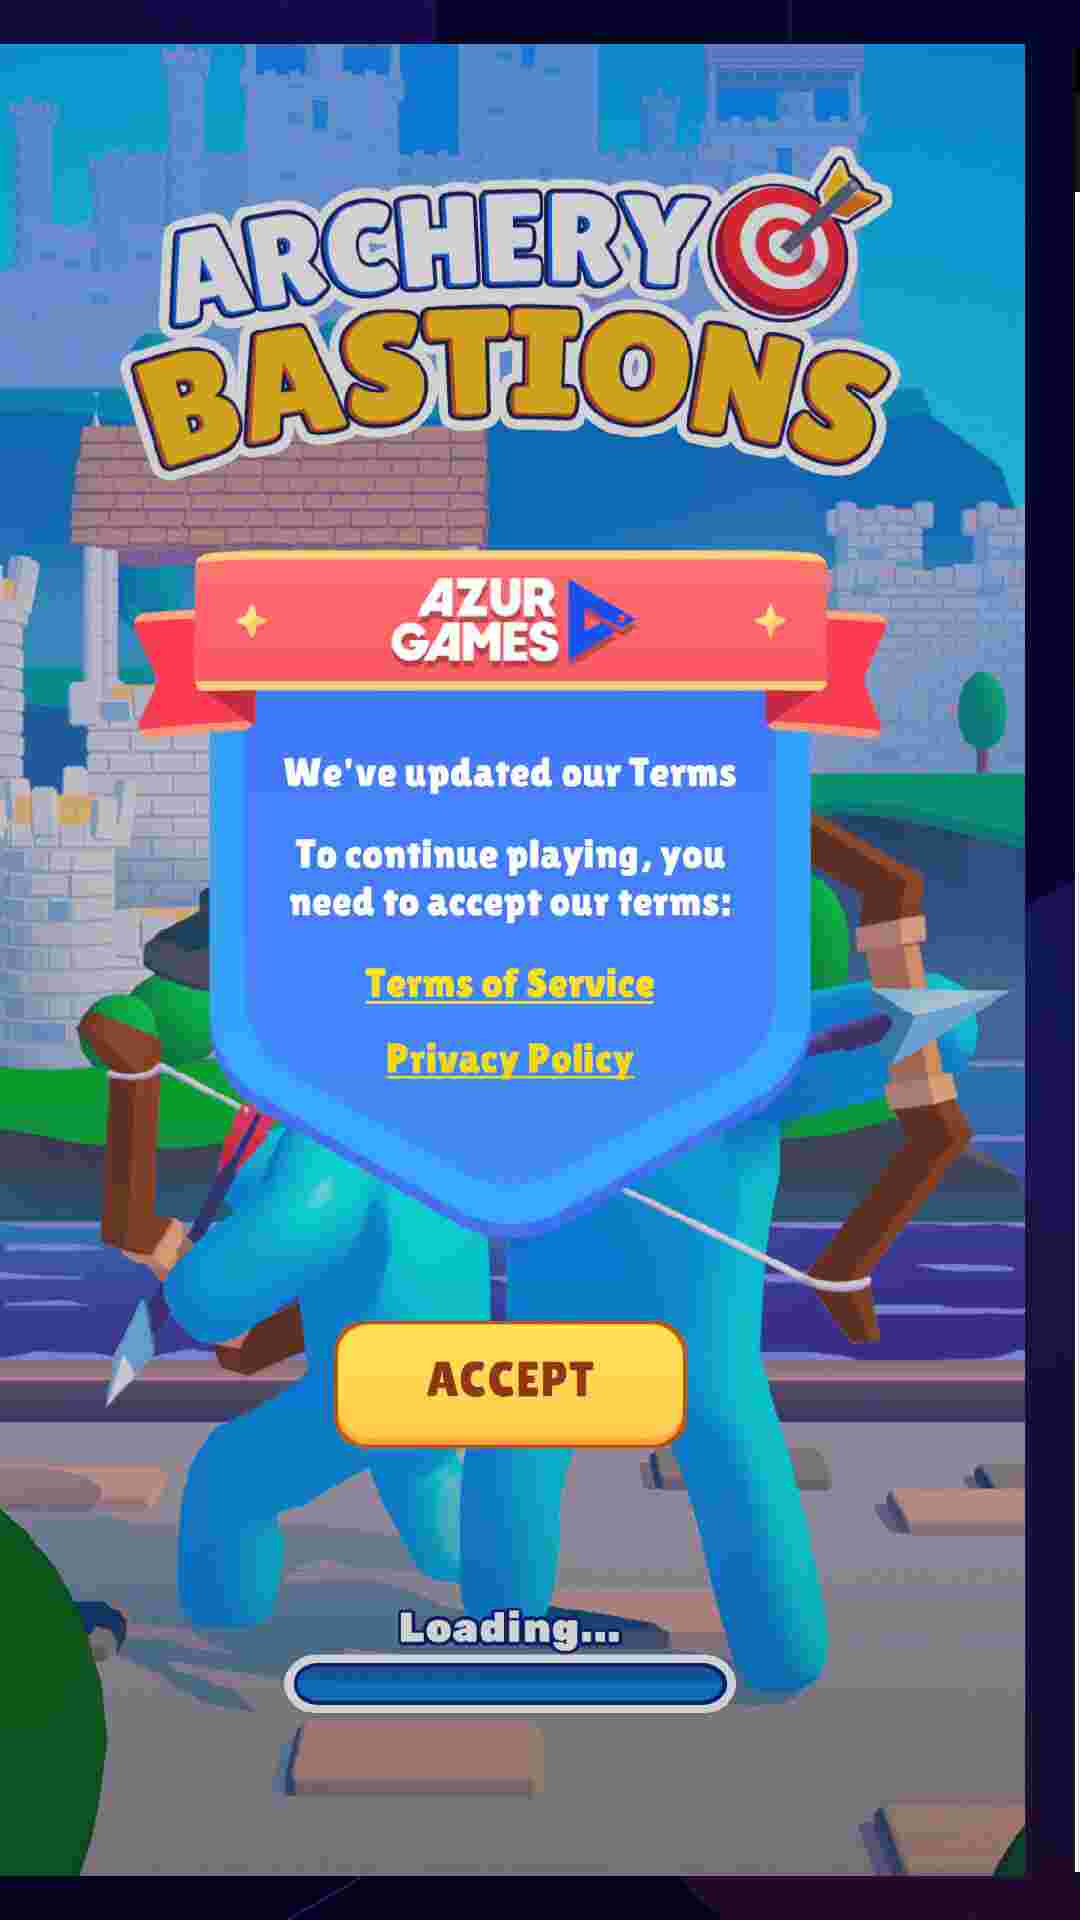 ARCHERY
BASTIONS
AZUR
GAMES
We've updated our Terms
To continue playing, you
need to accept our terms:
Terms of Service
Privacy Policy
ACCEPT
Loading...